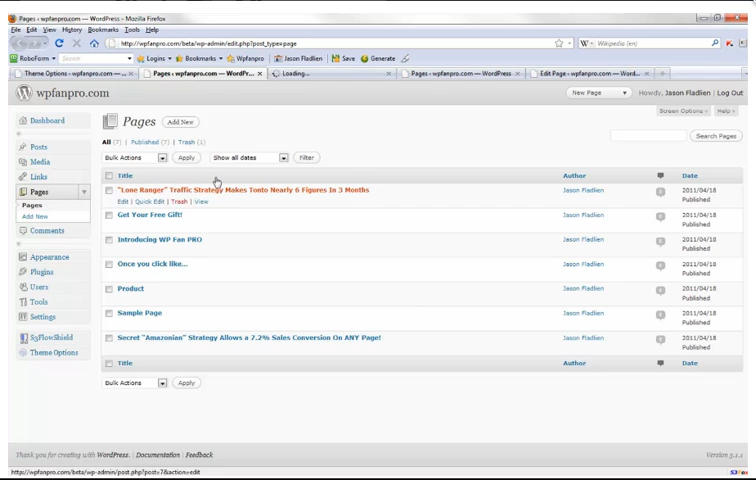 Pages ‹ wpfanpro.com — WordPress - Mozilla Firefox
File Edit View History Bookmarks Tools Help
http://wpfanpro.com/beta/wp-admin/edit.php?post_type=page
Wikipedia (en)
RoboForm Search Logins Bookmarks Wpfanpro Jason Fladlien Save Generate
Theme Options ‹ wpfanpro.com — ... Pages ‹ wpfanpro.com — WordPr... Loading... Pages ‹ wpfanpro.com — WordPress Edit Page ‹ wpfanpro.com — Word...
wpfanpro.com New Page Howdy, Jason Fladlien | Log Out
Screen Options Help
Dashboard
Posts
Media
Links
Pages
Pages
Add New
Comments
Appearance
Plugins
Users
Tools
Settings
S3FlowShield
Theme Options
Pages Add New
All (7) | Published (7) | Trash (1) Search Pages
Bulk Actions Apply Show all dates Filter
Title Author Date
"Lone Ranger" Traffic Strategy Makes Tonto Nearly 6 Figures In 3 Months Jason Fladlien 0 2011/04/18
Edit | Quick Edit | Trash | View Published
Get Your Free Gift! Jason Fladlien 0 2011/04/18
Published
Introducing WP Fan PRO Jason Fladlien 0 2011/04/18
Published
Once you click like... Jason Fladlien 0 2011/04/18
Published
Product Jason Fladlien 0 2011/04/18
Published
Sample Page Jason Fladlien 0 2011/04/18
Published
Secret "Amazonian" Strategy Allows a 7.2% Sales Conversion On ANY Page! Jason Fladlien 0 2011/04/18
Published
Title Author Date
Bulk Actions Apply
Thank you for creating with WordPress. | Documentation | Feedback Version 3.1.1
http://wpfanpro.com/beta/wp-admin/post.php?post=7&action=edit S3Fox